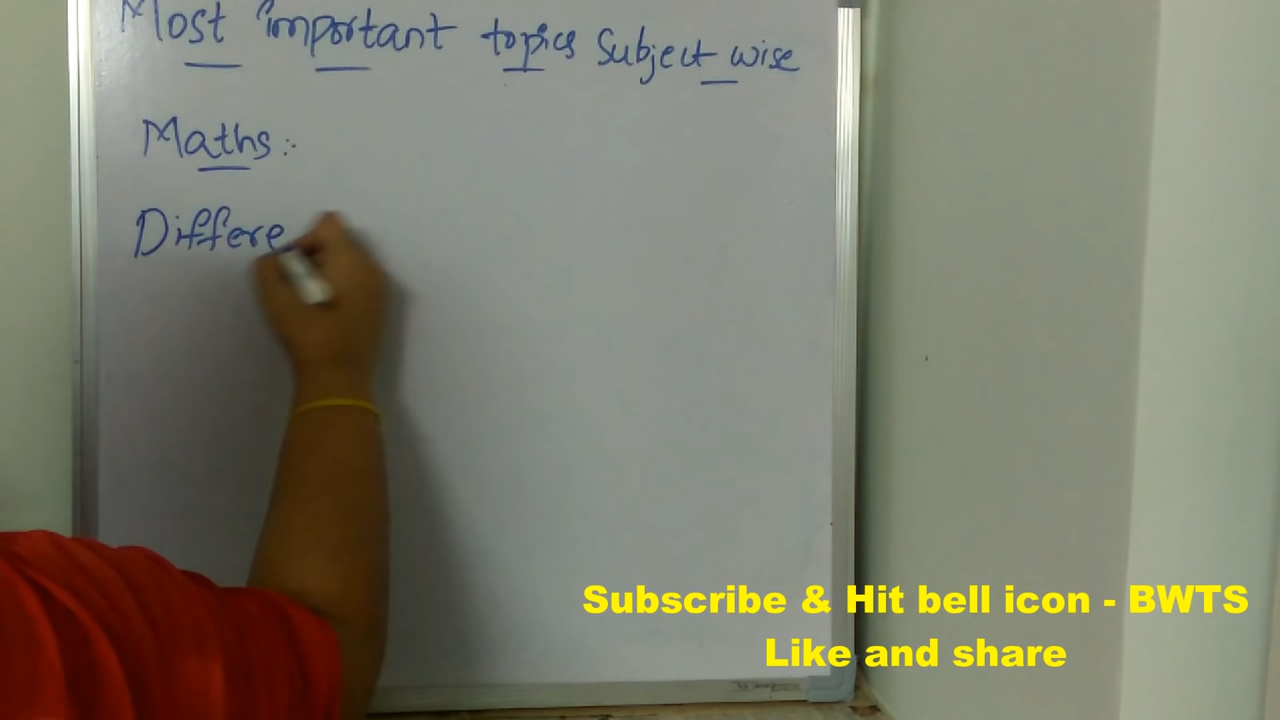 Most important topics Subject wise
Maths :-
Differe
Subscribe & Hit bell icon - BWTS
Like and share